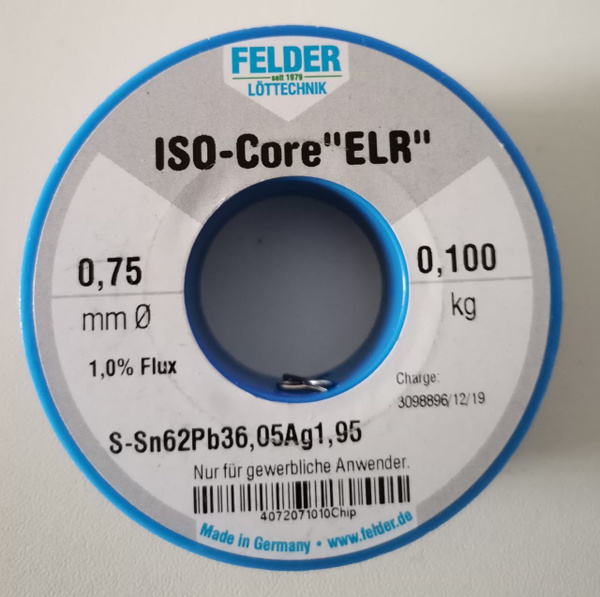 FELDER
seit 1979
LÖTTECHNIK
ISO-Core"ELR"
0,75
mm Ø
1,0% Flux
0,100
kg
Charge:
3098896/12/19
S-Sn62Pb36,05Ag1,95
Nur für gewerbliche Anwender.
4072071010Chip
Made in Germany • www.felder.de